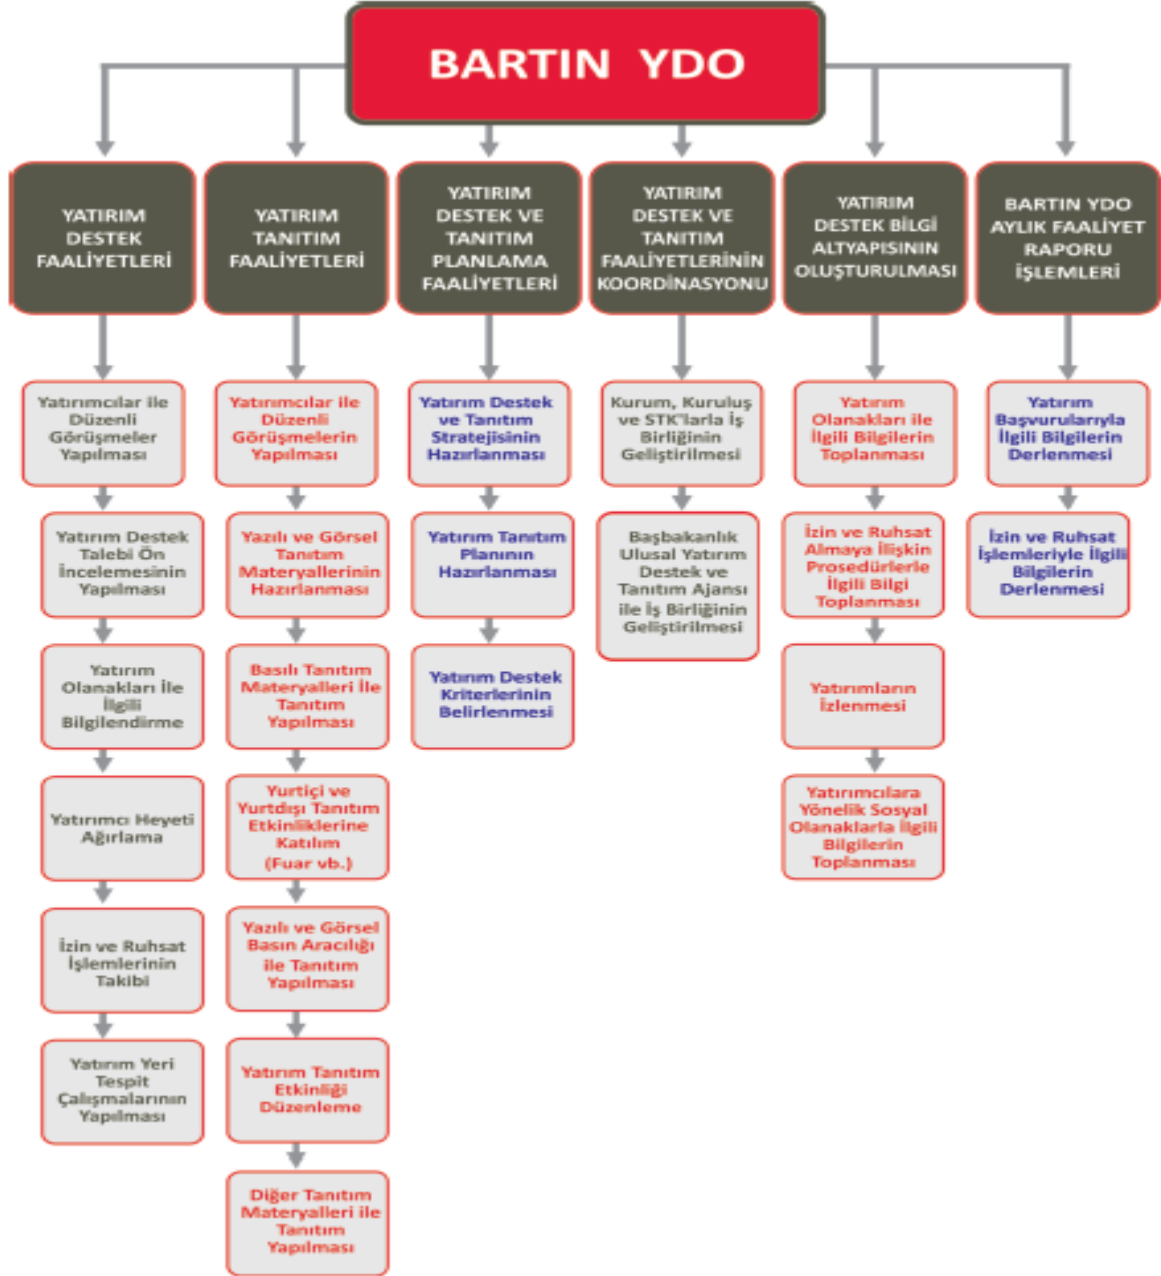 BARTIN YDO
YATIRIM
DESTEK
FAALİYETLERİ
YATIRIM
TANITIM
FAALİYETLERİ
YATIRIM
DESTEK VE
TANITIM
PLANLAMA
FAALİYETLERİ
YATIRIM
DESTEK VE
TANITIM
FAALİYETLERİNİN
KOORDİNASYONU
YATIRIM
DESTEK BİLGİ
ALTYAPISININ
OLUŞTURULMASI
BARTIN YDO
AYLIK FAALİYET
RAPORU
İŞLEMLERİ
Yatırımcılar ile
Düzenli
Görüşmeler
Yapılması
Yatırım Destek
Talebi Ön
İncelemesinin
Yapılması
Yatırım
Olanakları İle
İlgili
Bilgilendirme
Yatırımcı Heyeti
Ağırlama
İzin ve Ruhsat
İşlemlerinin
Takibi
Yatırım Yeri
Tespit
Çalışmalarının
Yapılması
Yatırımcılar ile
Düzenli
Görüşmelerin
Yapılması
Yazılı ve Görsel
Tanıtım
Materyallerinin
Hazırlanması
Basılı Tanıtım
Materyalleri İle
Tanıtım
Yapılması
Yurtiçi ve
Yurtdışı Tanıtım
Etkinliklerine
Katılım
(Fuar vb.)
Yazılı ve Görsel
Basın Aracılığı
ile Tanıtım
Yapılması
Yatırım Tanıtım
Etkinliği
Düzenleme
Diğer Tanıtım
Materyalleri ile
Tanıtım
Yapılması
Yatırım Destek
ve Tanıtım
Stratejisinin
Hazırlanması
Yatırım Tanıtım
Planının
Hazırlanması
Yatırım Destek
Kriterlerinin
Belirlenmesi
Kurum, Kuruluş
ve STK'larla İş
Birliğinin
Geliştirilmesi
Başbakanlık
Ulusal Yatırım
Destek ve
Tanıtım Ajansı
ile İş Birliğinin
Geliştirilmesi
Yatırım
Olanakları ile
İlgili Bilgilerin
Toplanması
İzin ve Ruhsat
Almaya İlişkin
Prosedürlerle
İlgili Bilgi
Toplanması
Yatırımların
İzlenmesi
Yatırımcılara
Yönelik Sosyal
Olanaklarla İlgili
Bilgilerin
Toplanması
Yatırım
Başvurularıyla
İlgili Bilgilerin
Derlenmesi
İzin ve Ruhsat
İşlemleriyle İlgili
Bilgilerin
Derlenmesi